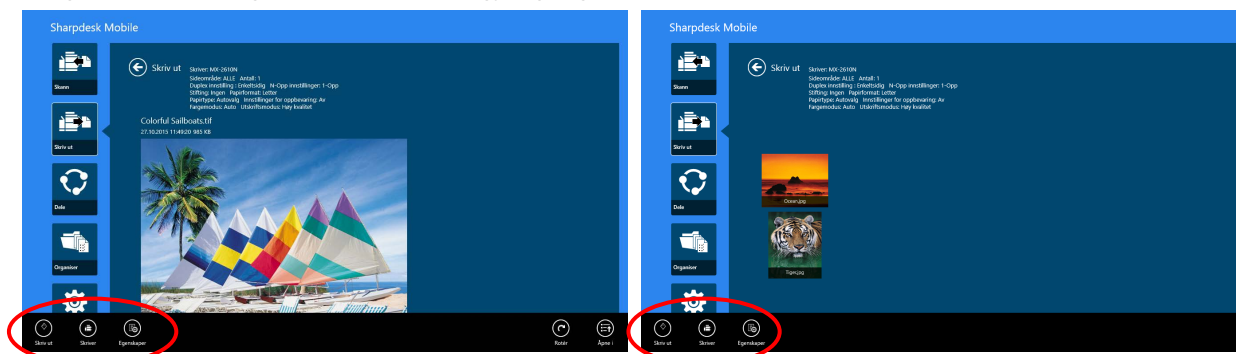 Sharpdesk Mobile
Skann
Skriv ut
Dele
Organiser
Skriv ut
Skriver: MX-2610N
Sideområde: ALLE Antall: 1
Duplex innstilling : Enkeltsidig N-Opp innstillinger: 1-Opp
Stifting: Ingen Papirformat: Letter
Papirtype: Autovalg Innstillinger for oppbevaring: Av
Fargemodus: Auto Utskriftsmodus: Høy kvalitet
Colorful Sailboats.tif
27.10.2015 11:49:20 985 KB
Skriv ut
Skriver
Egenskaper
Rotér
Åpne i
Sharpdesk Mobile
Skann
Skriv ut
Dele
Organiser
Skriv ut
Skriver: MX-2610N
Sideområde: ALLE Antall: 1
Duplex innstilling : Enkeltsidig N-Opp innstillinger: 1-Opp
Stifting: Ingen Papirformat: Letter
Papirtype: Autovalg Innstillinger for oppbevaring: Av
Fargemodus: Auto Utskriftsmodus: Høy kvalitet
Ocean.jpg
Tiger.jpg
Skriv ut
Skriver
Egenskaper